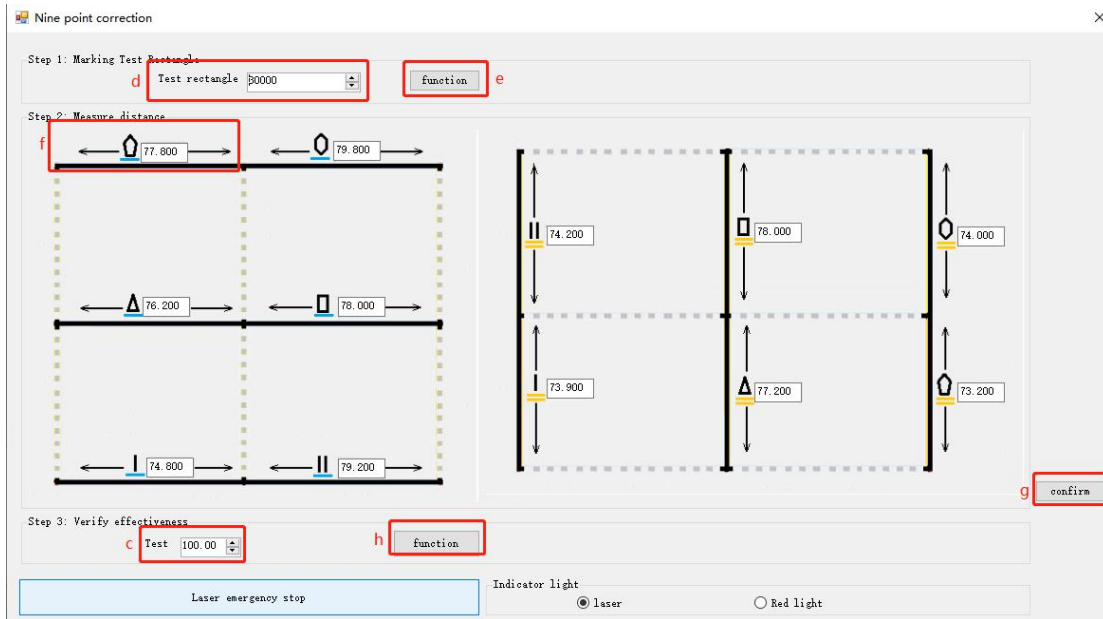 Nine point correction
Step 1: Marking Test Rectangle
d Test rectangle 30000 function e
Step 2: Measure distance
f 77.800 79.800
74.200 78.000 74.000
76.200 78.000
73.900 77.200 73.200
74.800 79.200
g confirm
Step 3: Verify effectiveness
c Test 100.00 h function
Laser emergency stop
Indicator light
laser Red light